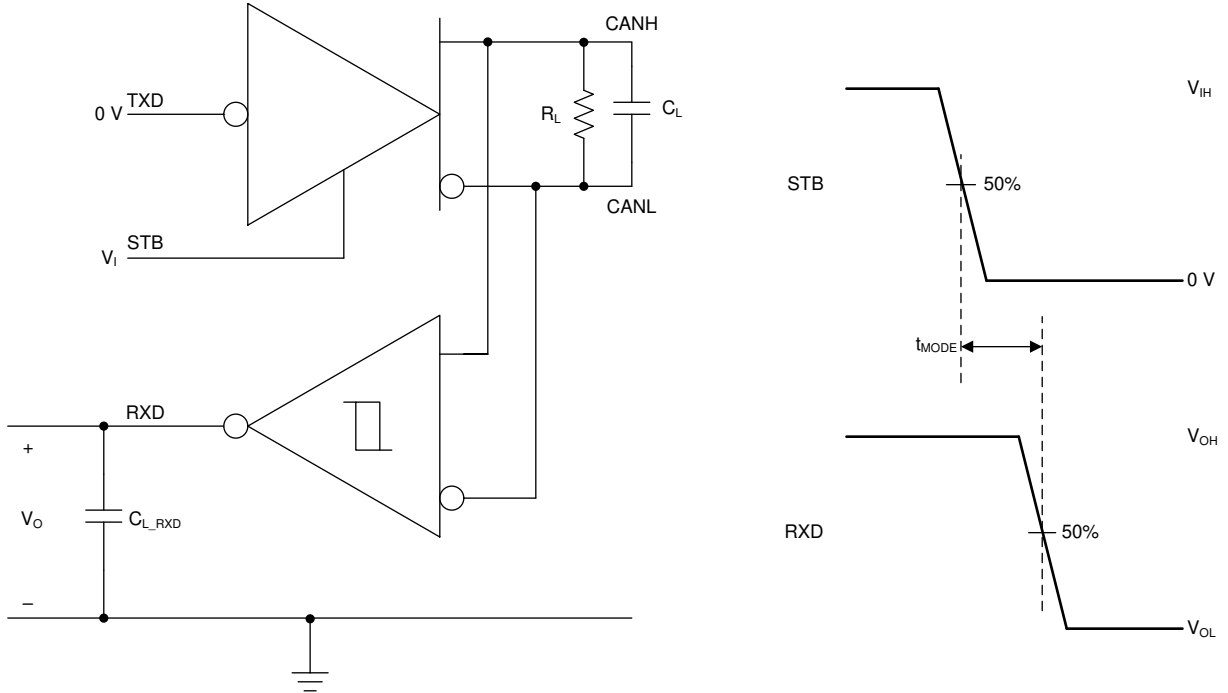 CANH
TXD
0 V
R_L
C_L
CANL
STB
V_I
RXD
+
V_O
C_L_RXD
–
V_IH
STB
50%
0 V
t_MODE
V_OH
RXD
50%
V_OL